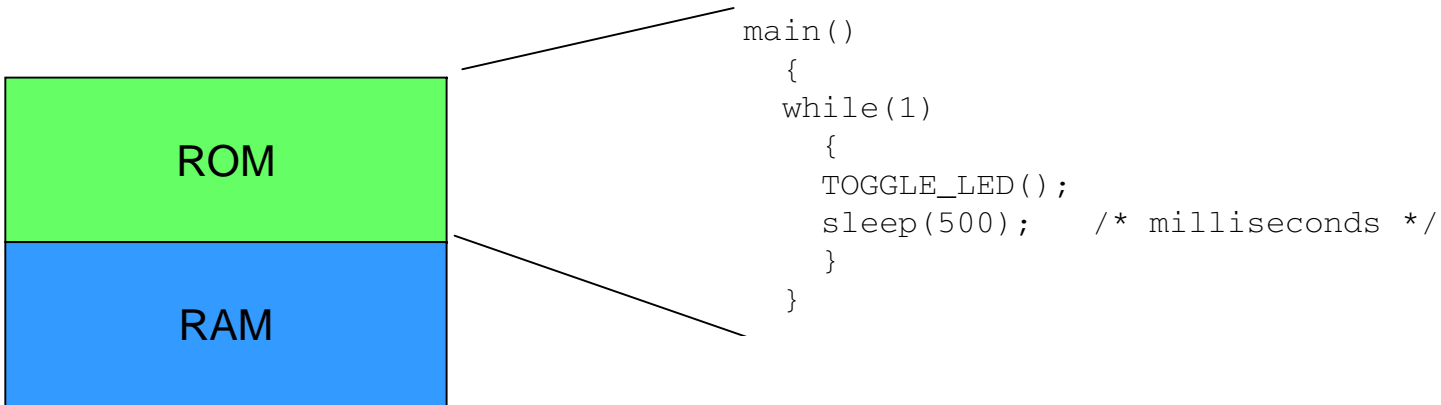 ROM
RAM
main()
  {
  while(1)
    {
    TOGGLE_LED();
    sleep(500);   /* milliseconds */
    }
  }